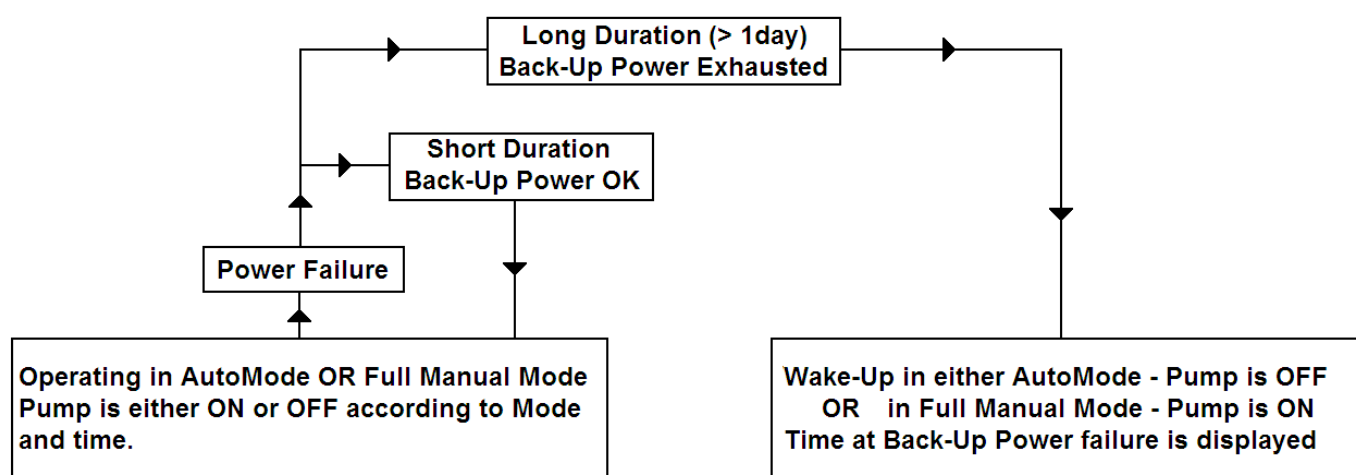 Long Duration (> 1day)
Back-Up Power Exhausted
Short Duration
Back-Up Power OK
Power Failure
Operating in AutoMode OR Full Manual Mode
Pump is either ON or OFF according to Mode
and time.
Wake-Up in either AutoMode - Pump is OFF
OR in Full Manual Mode - Pump is ON
Time at Back-Up Power failure is displayed